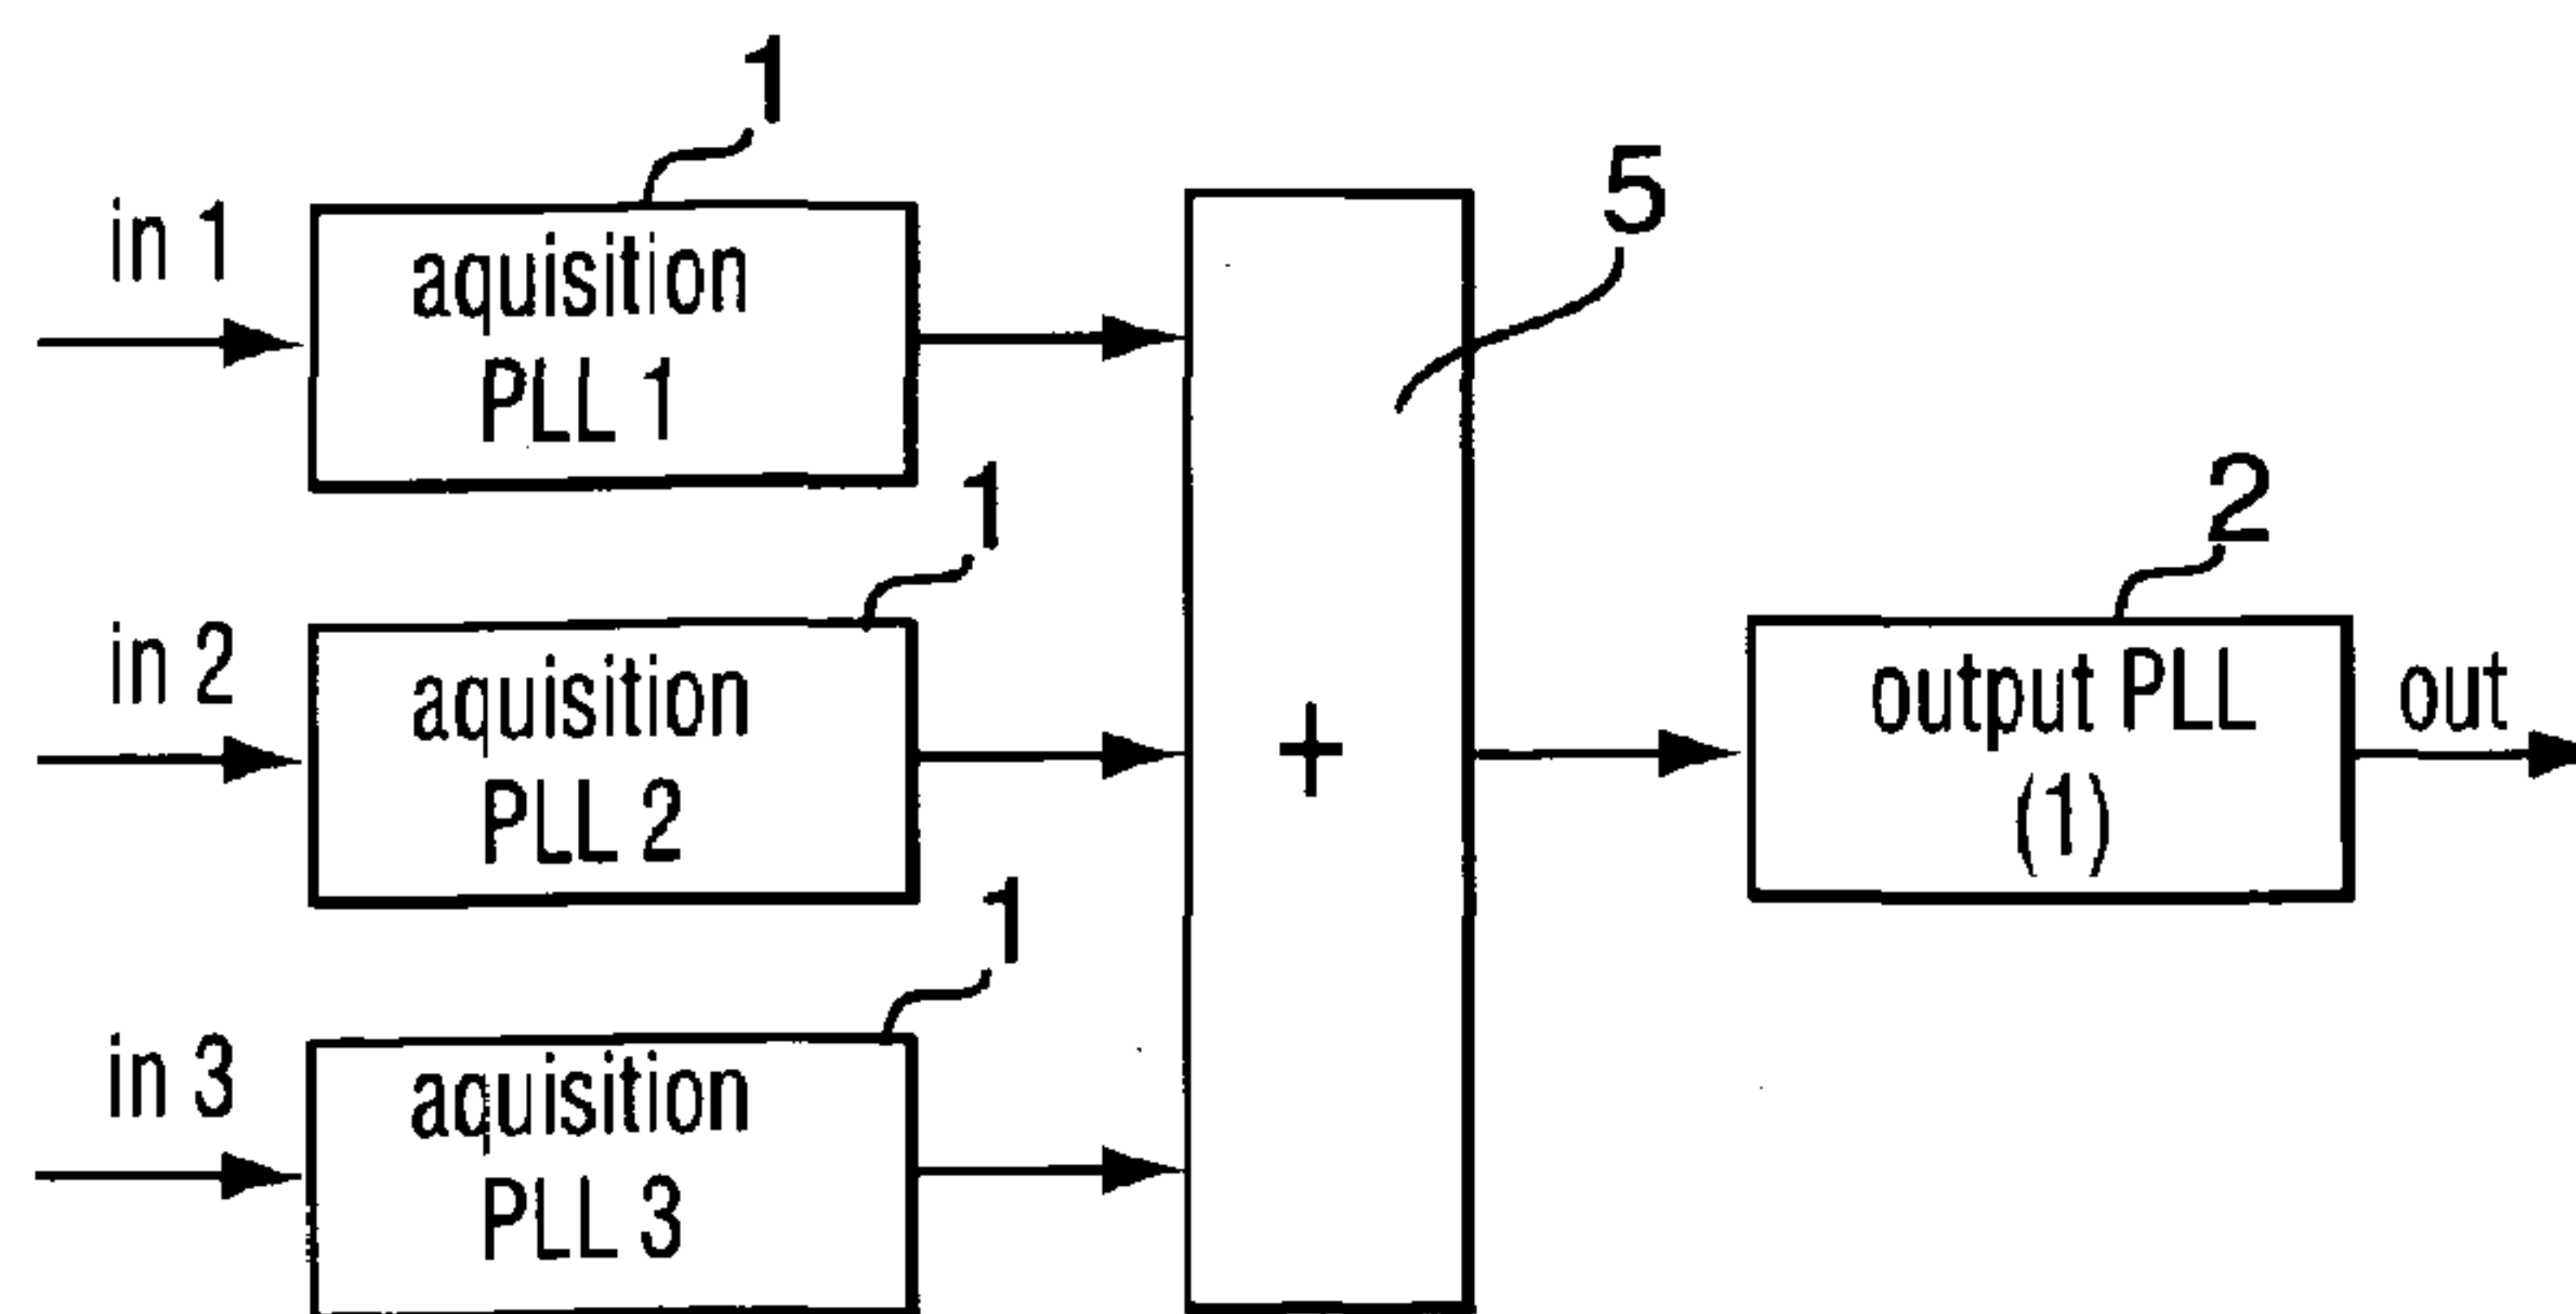 1
in 1
aquisition
PLL 1
5
1
in 2
aquisition
PLL 2
+
2
output PLL
(1)
out
1
in 3
aquisition
PLL 3